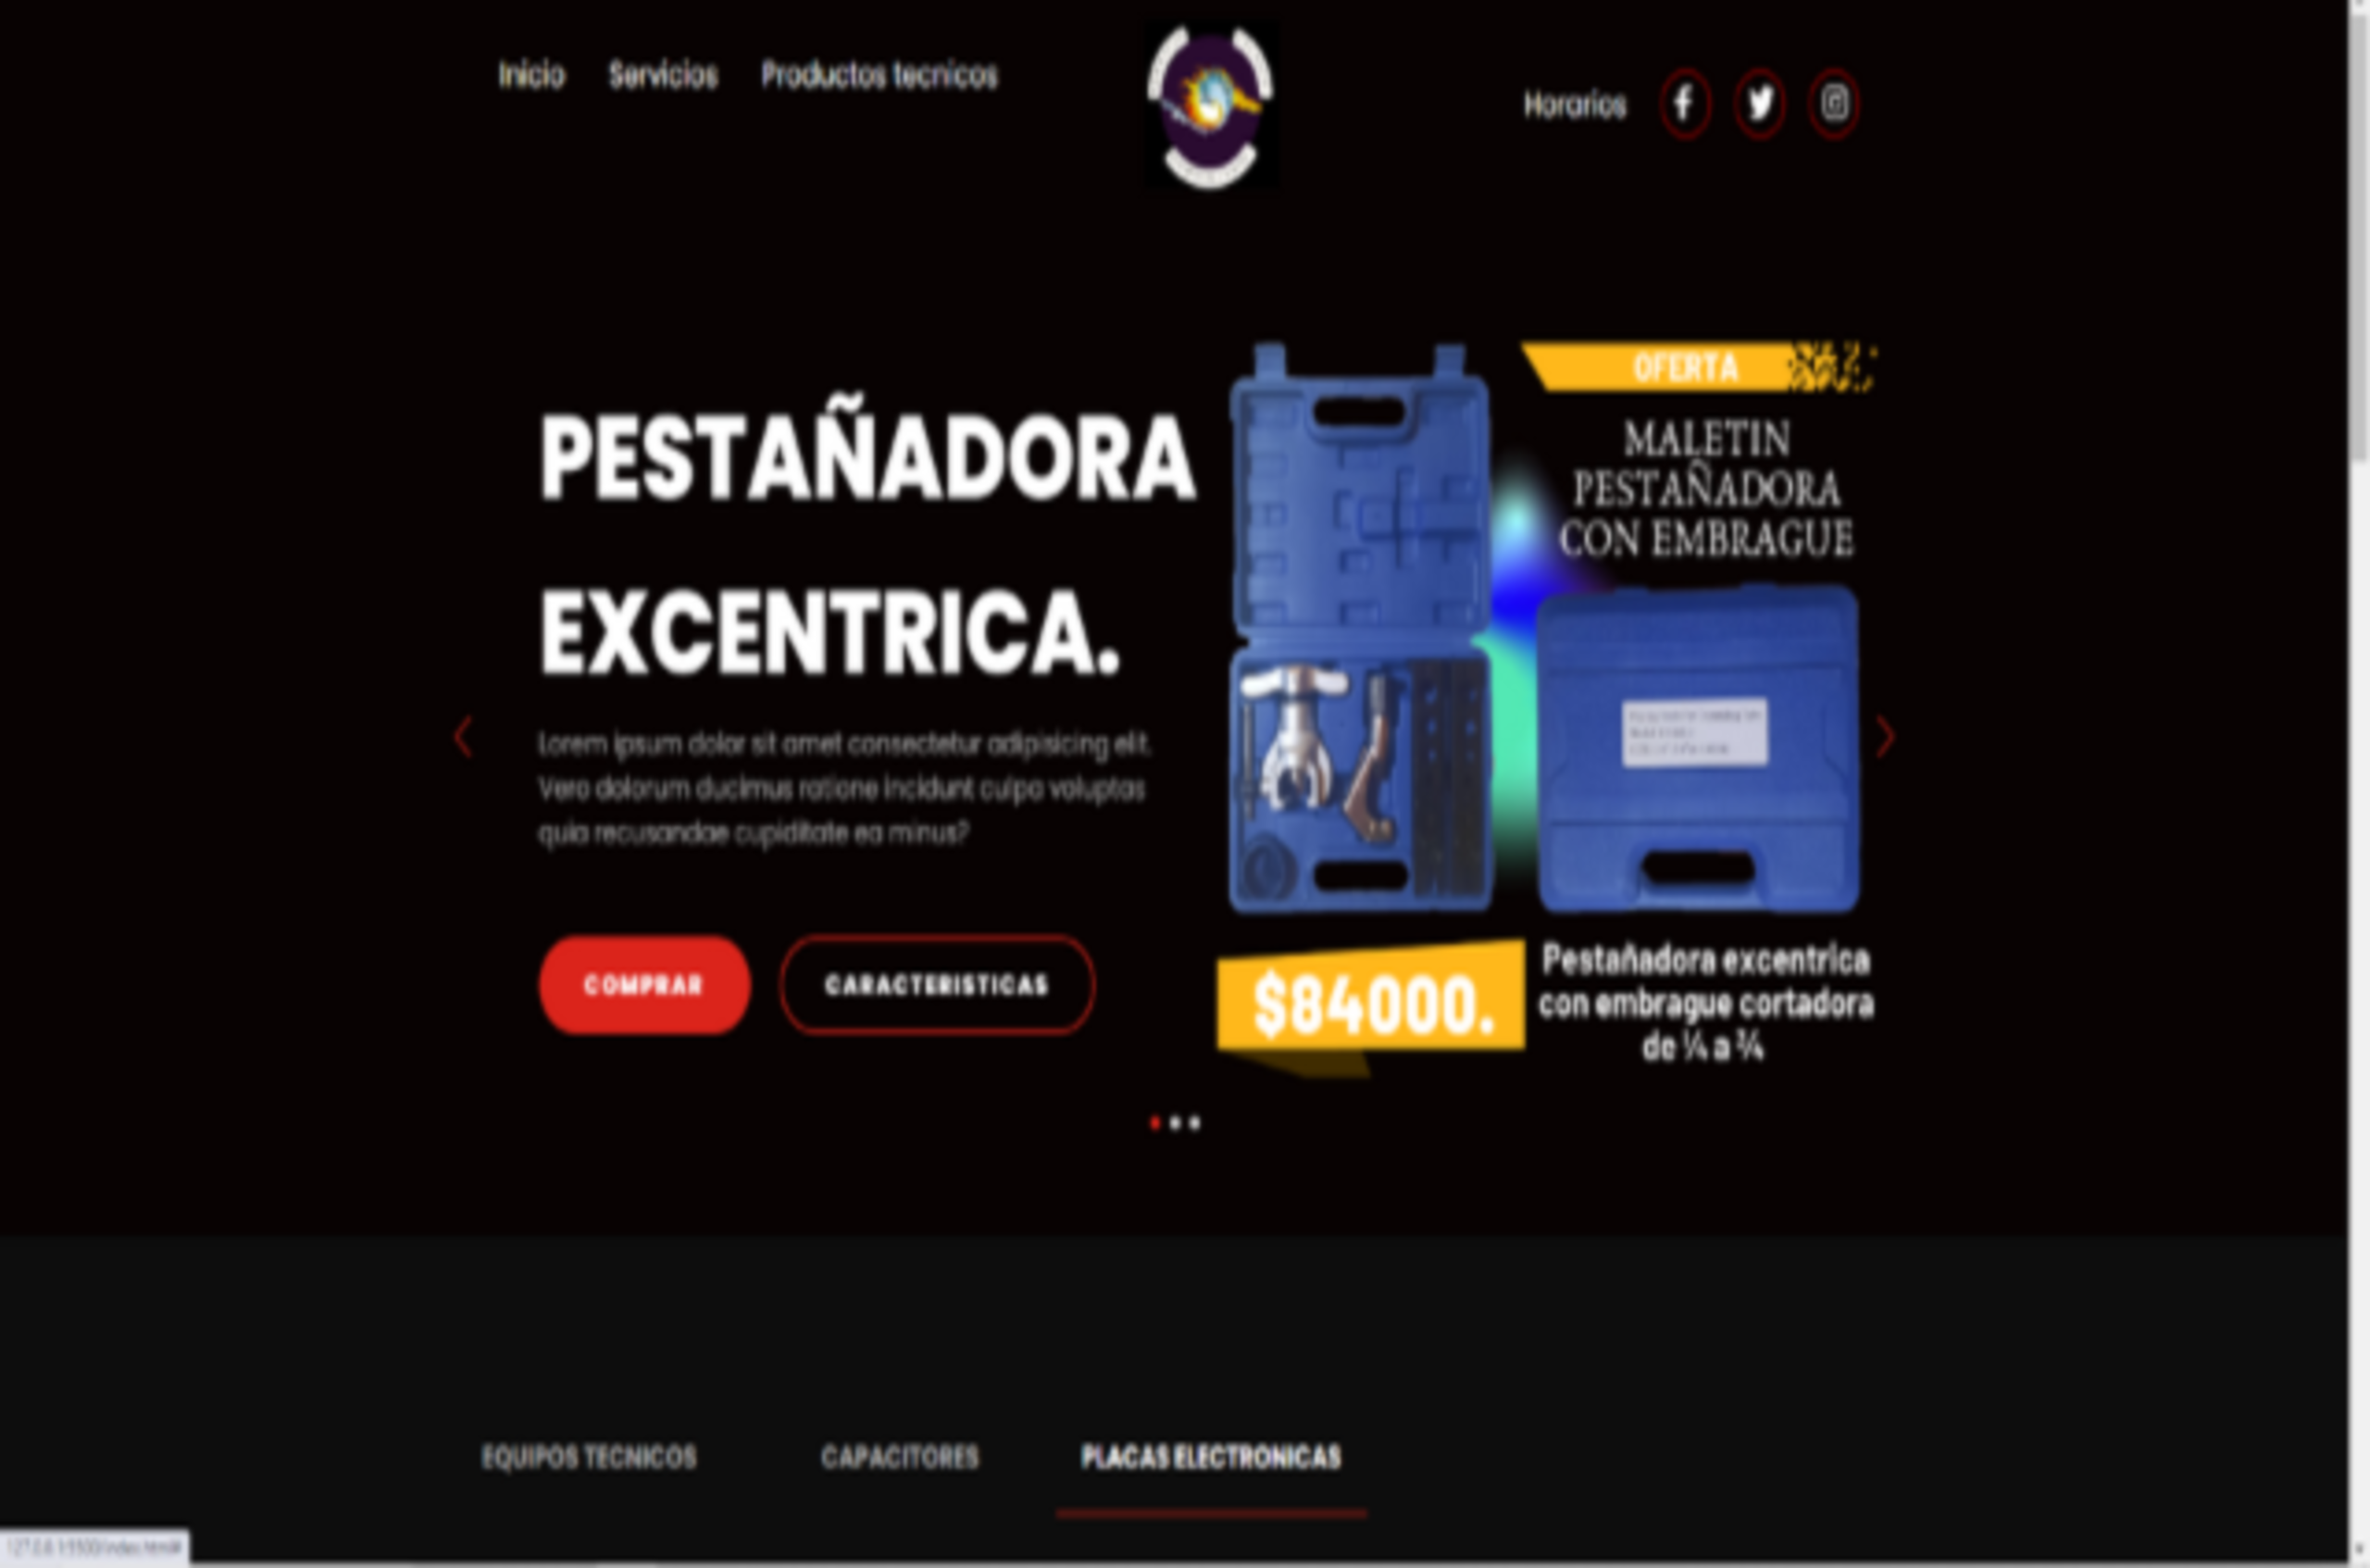 Inicio Servicios Productos tecnicos
Horarios
PESTAÑADORA
EXCENTRICA.
Lorem ipsum dolor sit amet consectetur adipisicing elit.
Vero dolorum ducimus ratione incidunt culpa voluptas
quia recusandae cupiditate ea minus?
COMPRAR CARACTERISTICAS
OFERTA
MALETIN
PESTAÑADORA
CON EMBRAGUE
$84000.
Pestañadora excentrica
con embrague cortadora
de ¼ a ¾
EQUIPOS TECNICOS CAPACITORES PLACAS ELECTRONICAS